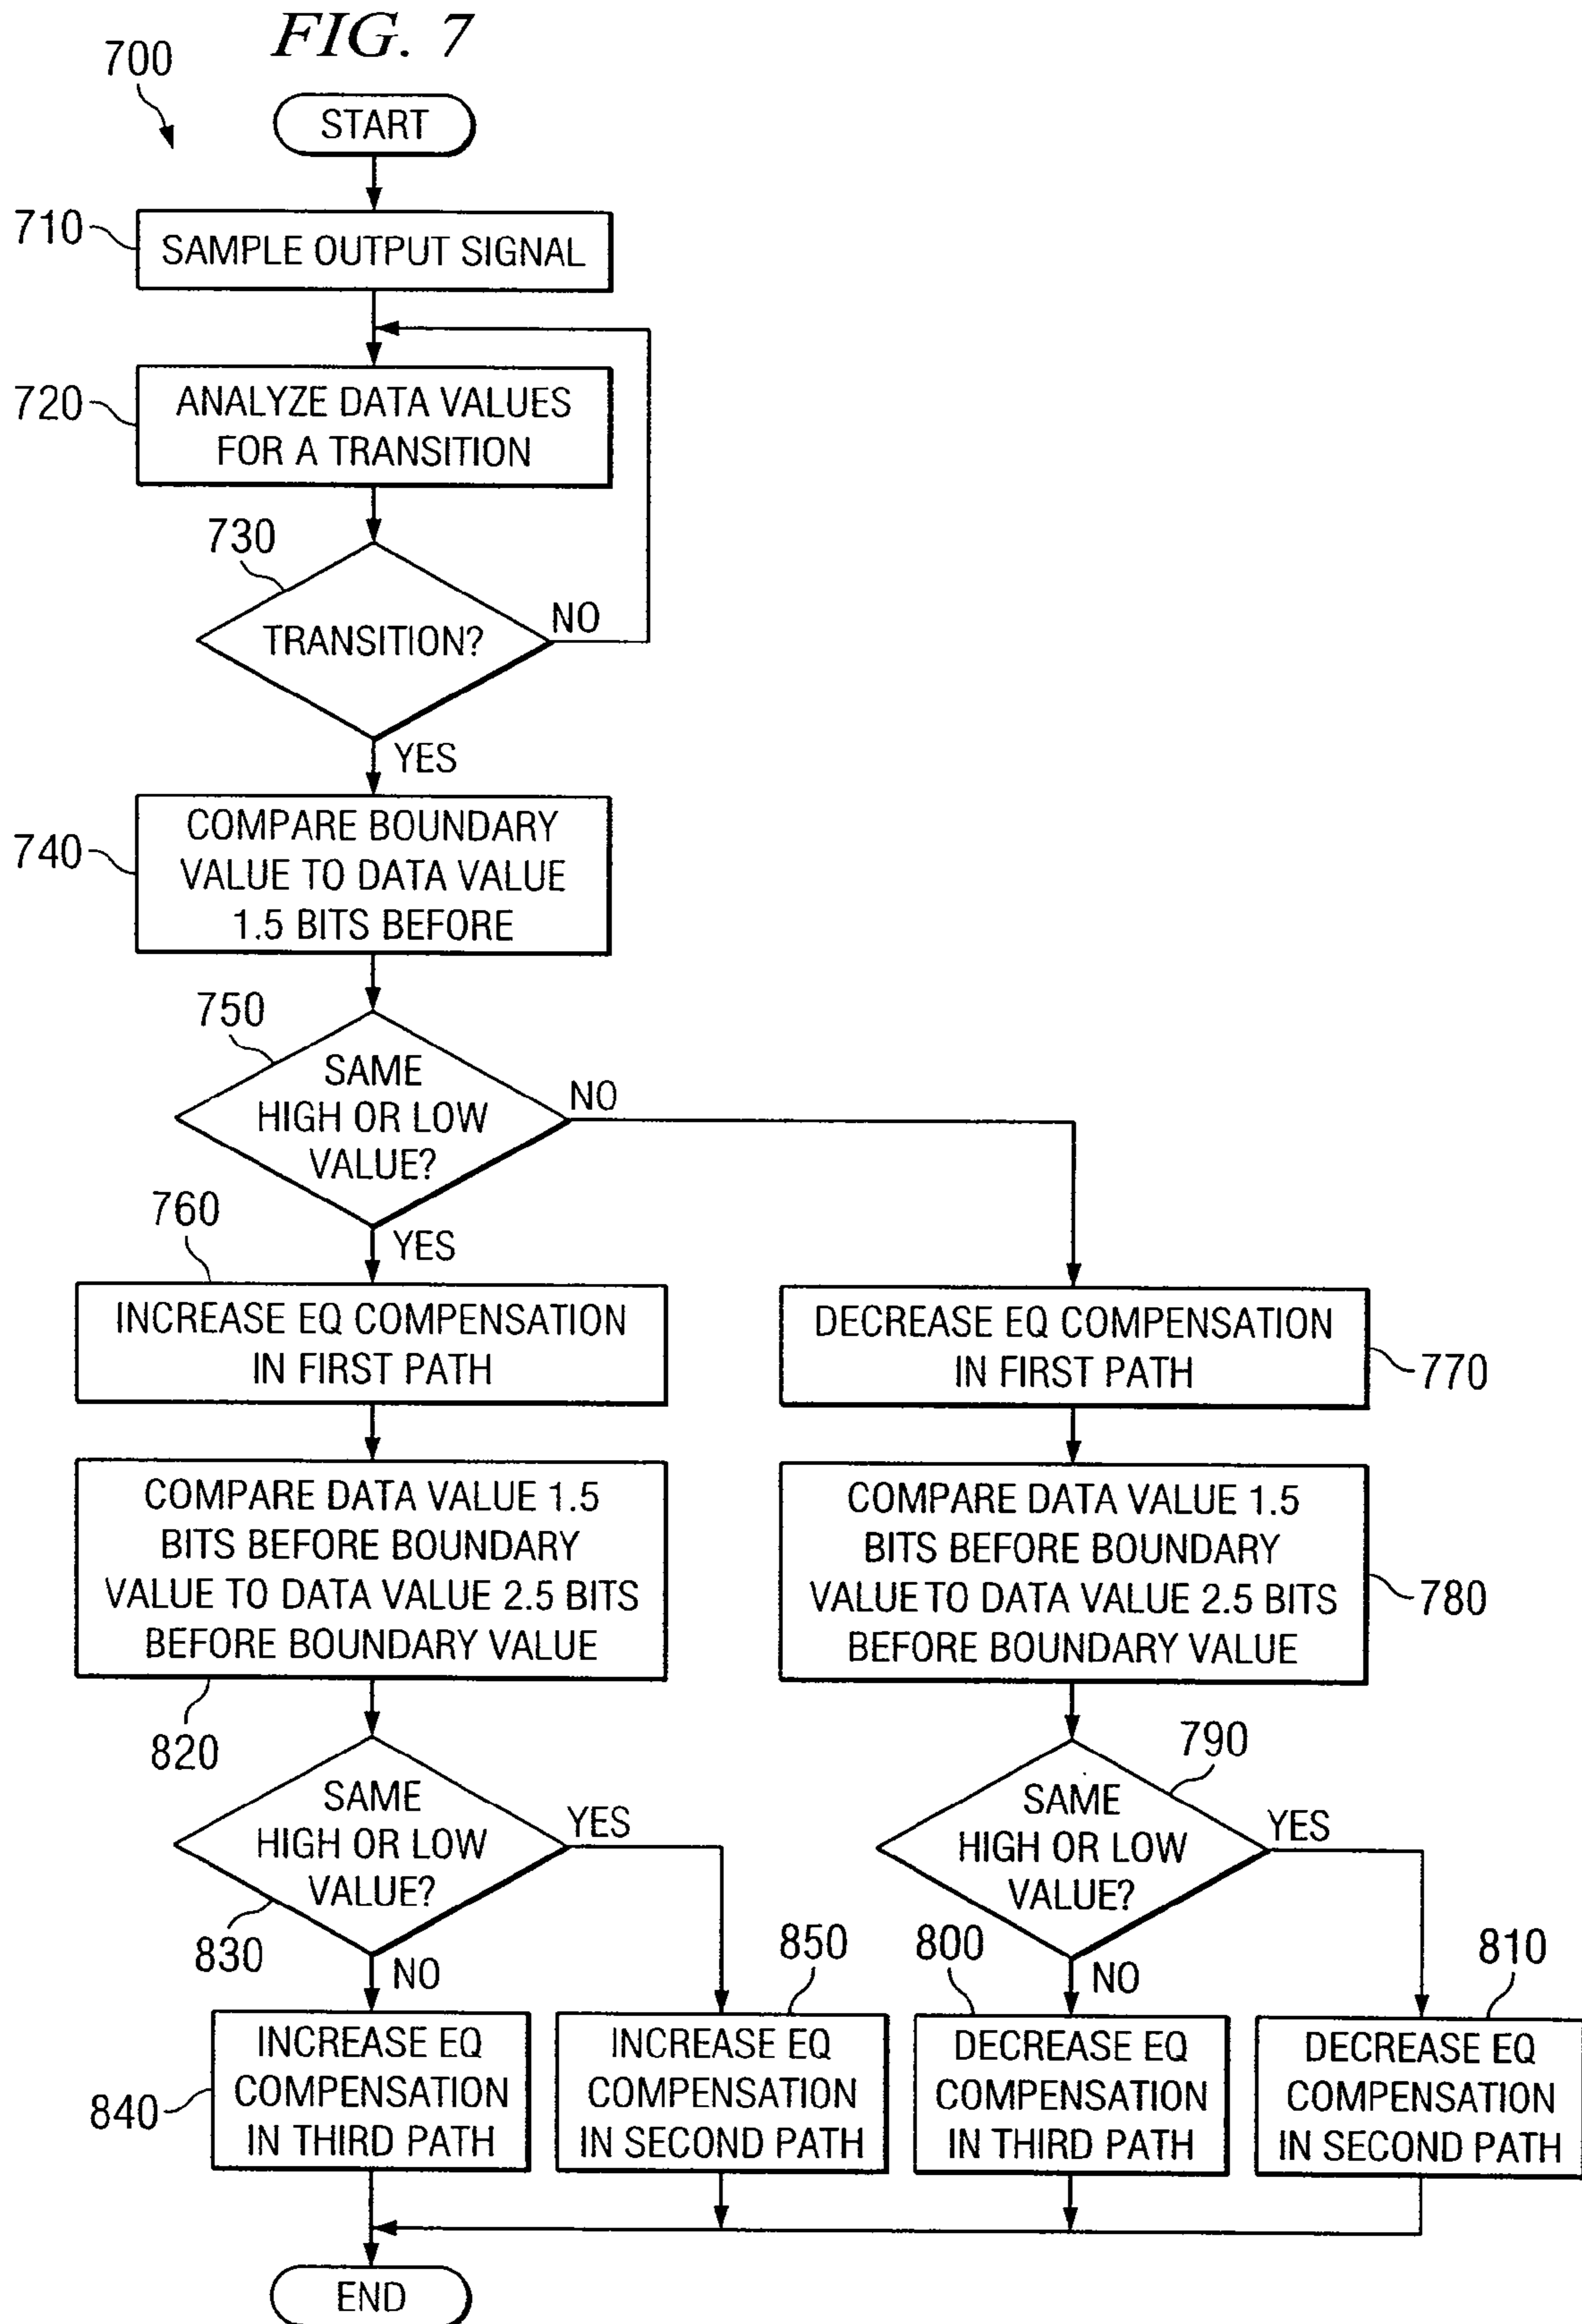 FIG. 7
700
START
710
SAMPLE OUTPUT SIGNAL
720
ANALYZE DATA VALUES
FOR A TRANSITION
730
TRANSITION?
NO
YES
740
COMPARE BOUNDARY
VALUE TO DATA VALUE
1.5 BITS BEFORE
750
SAME
HIGH OR LOW
VALUE?
NO
YES
760
INCREASE EQ COMPENSATION
IN FIRST PATH
DECREASE EQ COMPENSATION
IN FIRST PATH
770
COMPARE DATA VALUE 1.5
BITS BEFORE BOUNDARY
VALUE TO DATA VALUE 2.5 BITS
BEFORE BOUNDARY VALUE
820
COMPARE DATA VALUE 1.5
BITS BEFORE BOUNDARY
VALUE TO DATA VALUE 2.5 BITS
BEFORE BOUNDARY VALUE
780
SAME
HIGH OR LOW
VALUE?
YES
830
NO
790
SAME
HIGH OR LOW
VALUE?
YES
NO
840
INCREASE EQ
COMPENSATION
IN THIRD PATH
850
INCREASE EQ
COMPENSATION
IN SECOND PATH
800
DECREASE EQ
COMPENSATION
IN THIRD PATH
810
DECREASE EQ
COMPENSATION
IN SECOND PATH
END